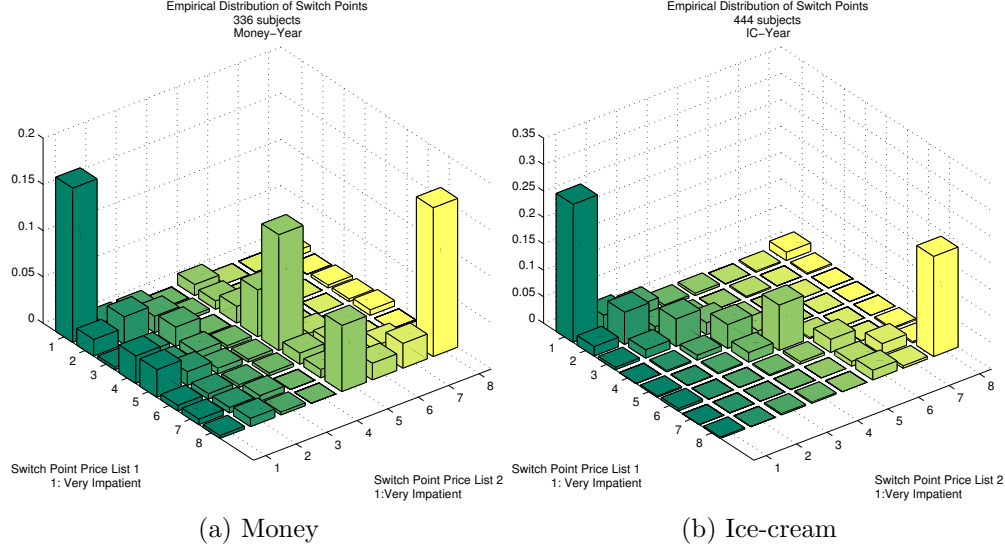 Empirical Distribution of Switch Points
336 subjects
Money−Year
0.2
0.15
0.1
0.05
0
1
2
3
4
5
6
7
8
1
2
3
4
5
6
7
8
Switch Point Price List 1
1: Very Impatient
Switch Point Price List 2
1:Very Impatient
(a) Money
Empirical Distribution of Switch Points
444 subjects
IC−Year
0.35
0.3
0.25
0.2
0.15
0.1
0.05
0
1
2
3
4
5
6
7
8
1
2
3
4
5
6
7
8
Switch Point Price List 1
1: Very Impatient
Switch Point Price List 2
1:Very Impatient
(b) Ice-cream